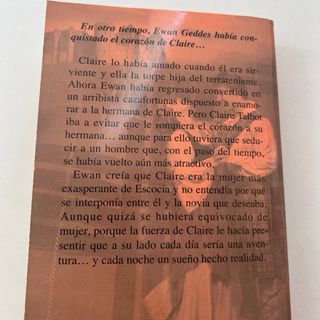 En otro tiempo, Ewan Geddes había con-
quistado el corazón de Claire…
Claire lo había amado cuando él era sir-
viente y ella la torpe hija del terrateniente.
Ahora Ewan había regresado convertido en
un arribista cazafortunas dispuesto a enamo-
rar a la hermana de Claire. Pero Claire Talbot
iba a evitar que le rompiera el corazón a su
hermana… aunque para ello tuviera que sedu-
cir a un hombre que, con el paso del tiempo,
se había vuelto aún más atractivo.
Ewan creía que Claire era la mujer más
exasperante de Escocia y no entendía por qué
se interponía entre él y la novia que deseaba.
Aunque quizá se hubiera equivocado de
mujer, porque la fuerza de Claire le hacía pre-
sentir que a su lado cada día sería una aven-
tura… y cada noche un sueño hecho realidad.